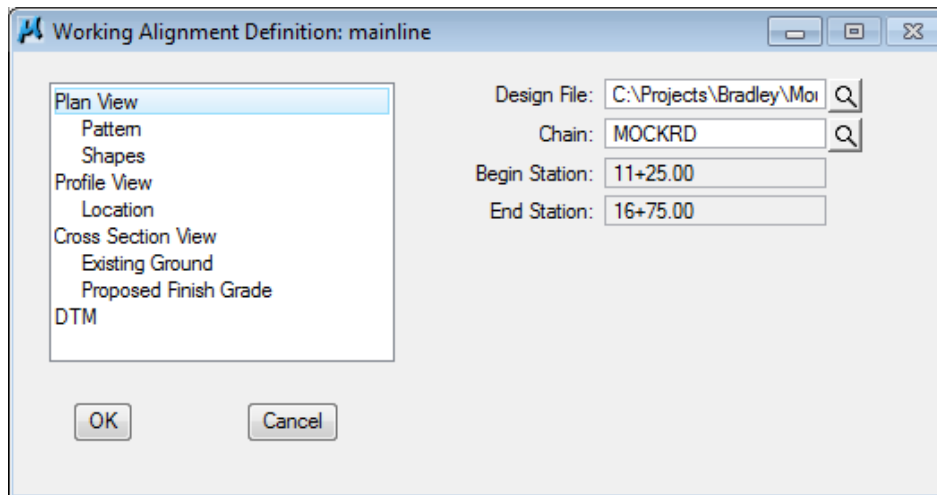 Working Alignment Definition: mainline
Plan View
Pattern
Shapes
Profile View
Location
Cross Section View
Existing Ground
Proposed Finish Grade
DTM
Design File: C:\Projects\Bradley\Mou
Chain: MOCKRD
Begin Station: 11+25.00
End Station: 16+75.00
OK Cancel